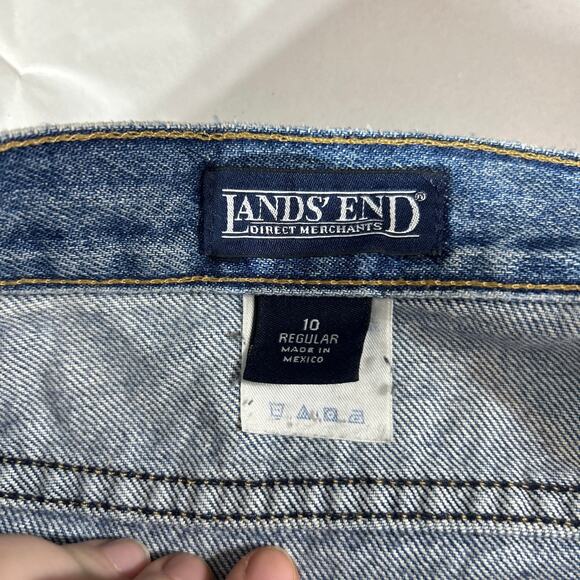 LANDS' END®
DIRECT MERCHANTS
10
REGULAR
MADE IN
MEXICO